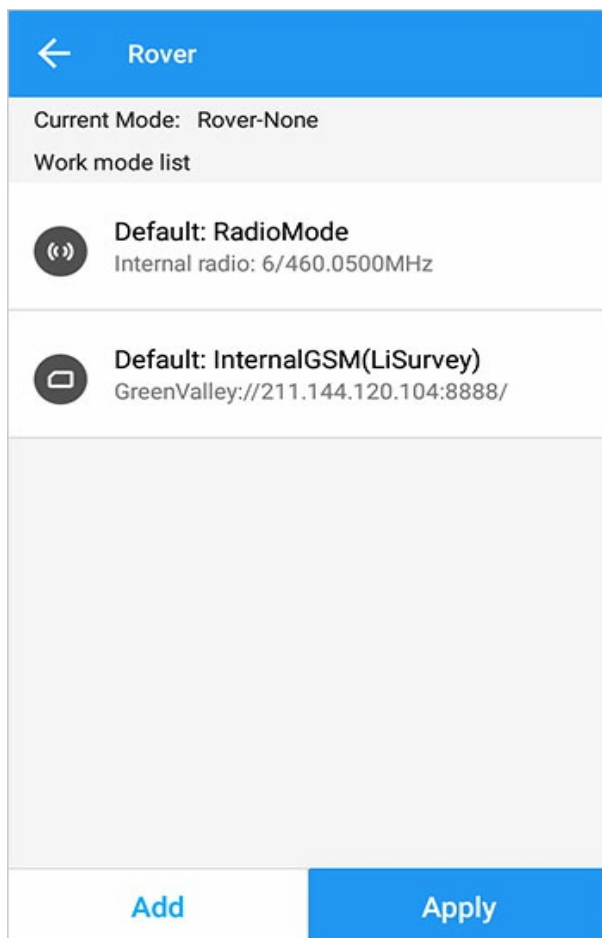 Rover
Current Mode: Rover-None
Work mode list
Default: RadioMode
Internal radio: 6/460.0500MHz
Default: InternalGSM(LiSurvey)
GreenValley://211.144.120.104:8888/
Add
Apply